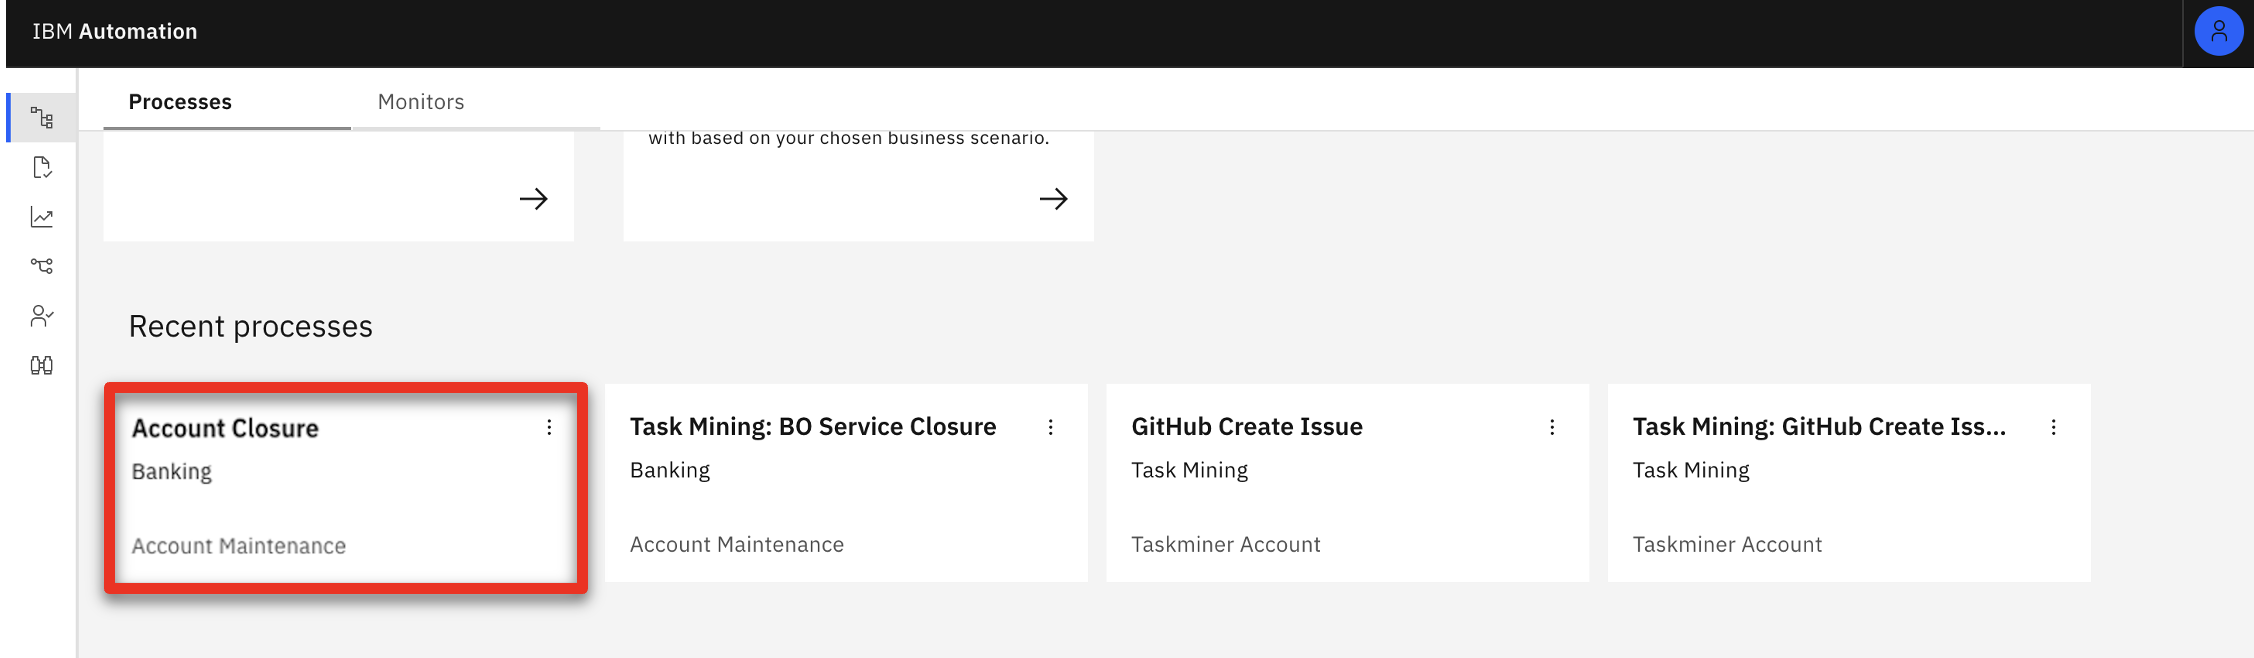 IBM Automation
Processes
Monitors
with based on your chosen business scenario.
Recent processes
Account Closure
Banking
Account Maintenance
Task Mining: BO Service Closure
Banking
Account Maintenance
GitHub Create Issue
Task Mining
Taskminer Account
Task Mining: GitHub Create Iss...
Task Mining
Taskminer Account